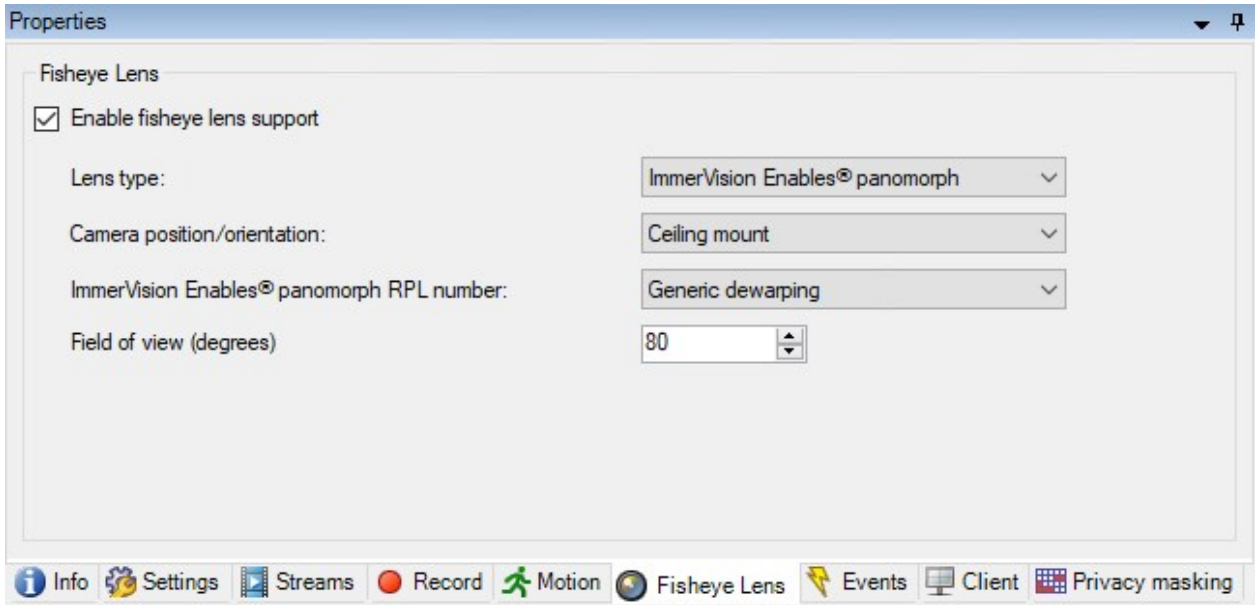 Properties
Fisheye Lens
Enable fisheye lens support
Lens type: ImmerVision Enables® panomorph
Camera position/orientation: Ceiling mount
ImmerVision Enables® panomorph RPL number: Generic dewarping
Field of view (degrees) 80
Info Settings Streams Record Motion Fisheye Lens Events Client Privacy masking